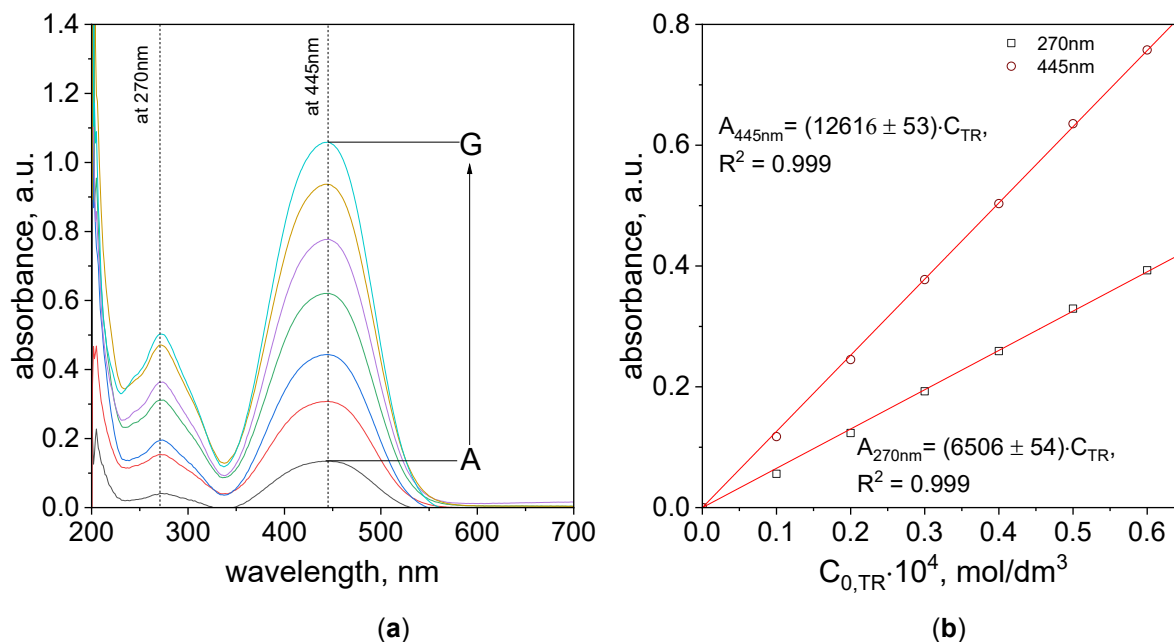 1.4
1.2
1.0
0.8
0.6
0.4
0.2
0.0
absorbance, a.u.
at 270nm
at 445nm
G
A
200 300 400 500 600 700
wavelength, nm
(a)
0.8
0.6
0.4
0.2
0.0
absorbance, a.u.
270nm
445nm
A445nm= (12616 ± 53)·CTR,
R² = 0.999
A270nm= (6506 ± 54)·CTR,
R² = 0.999
0.0 0.1 0.2 0.3 0.4 0.5 0.6
C0,TR·10⁴, mol/dm³
(b)